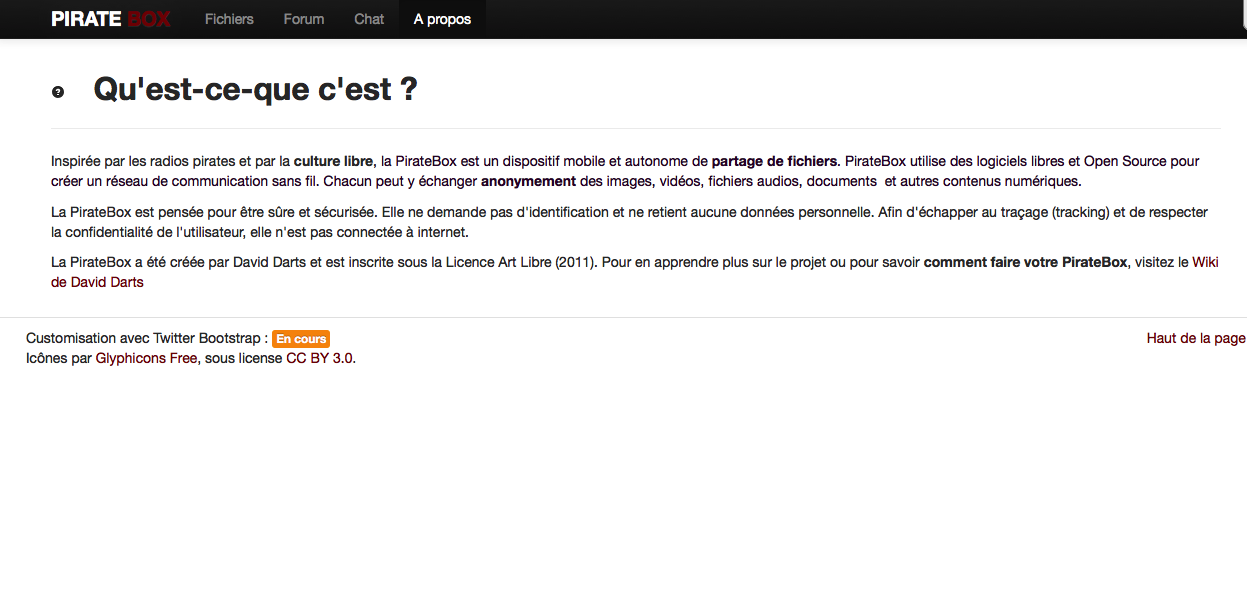 PIRATE BOX Fichiers Forum Chat A propos
? Qu'est-ce-que c'est ?
Inspirée par les radios pirates et par la culture libre, la PirateBox est un dispositif mobile et autonome de partage de fichiers. PirateBox utilise des logiciels libres et Open Source pour
créer un réseau de communication sans fil. Chacun peut y échanger anonymement des images, vidéos, fichiers audios, documents  et autres contenus numériques.
La PirateBox est pensée pour être sûre et sécurisée. Elle ne demande pas d'identification et ne retient aucune données personnelle. Afin d'échapper au traçage (tracking) et de respecter
la confidentialité de l'utilisateur, elle n'est pas connectée à internet.
La PirateBox a été créée par David Darts et est inscrite sous la Licence Art Libre (2011). Pour en apprendre plus sur le projet ou pour savoir comment faire votre PirateBox, visitez le Wiki
de David Darts
Customisation avec Twitter Bootstrap : En cours
Haut de la page
Icônes par Glyphicons Free, sous license CC BY 3.0.